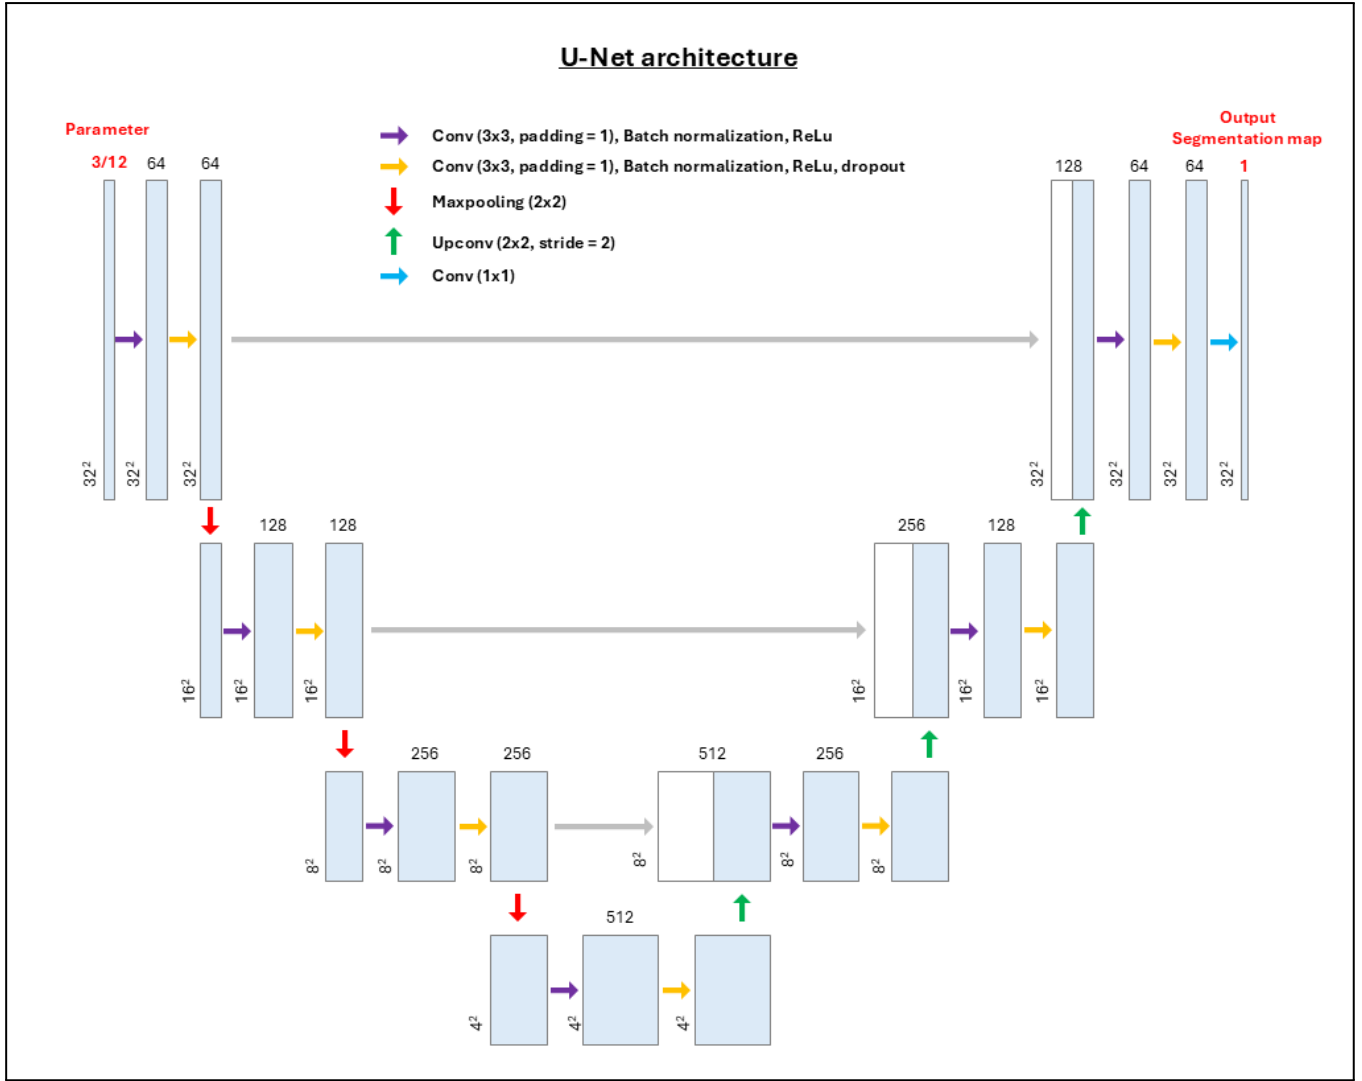 U-Net architecture
Parameter
Output
Segmentation map
Conv (3x3, padding = 1), Batch normalization, ReLu
Conv (3x3, padding = 1), Batch normalization, ReLu, dropout
Maxpooling (2x2)
Upconv (2x2, stride = 2)
Conv (1x1)
3/12 64 64 128 64 64 1
32² 32² 32² 32² 32² 32² 32²
128 128 256 128
16² 16² 16² 16² 16² 16²
256 256 512 256
8² 8² 8² 8² 8² 8²
512
4² 4² 4²